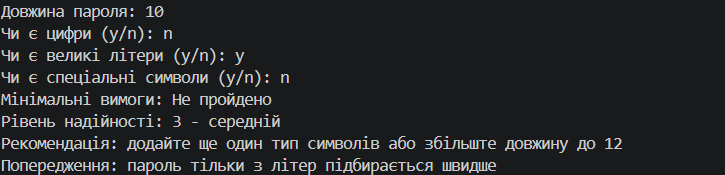 Довжина пароля: 10
Чи є цифри (y/n): n
Чи є великі літери (y/n): y
Чи є спеціальні символи (y/n): n
Мінімальні вимоги: Не пройдено
Рівень надійності: 3 - середній
Рекомендація: додайте ще один тип символів або збільште довжину до 12
Попередження: пароль тільки з літер підбирається швидше